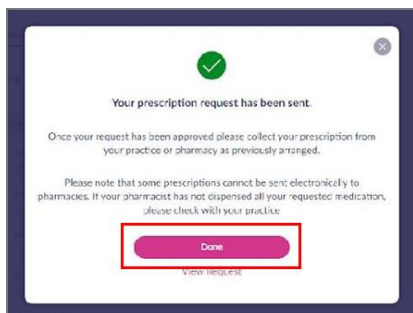 Your prescription request has been sent.
Once your request has been approved please collect your prescription from
your practice or pharmacy as previously arranged.
Please note that some prescriptions cannot be sent electronically to
pharmacies. If your pharmacist has not dispensed all your requested medication,
please check with your practice
Done
View Request